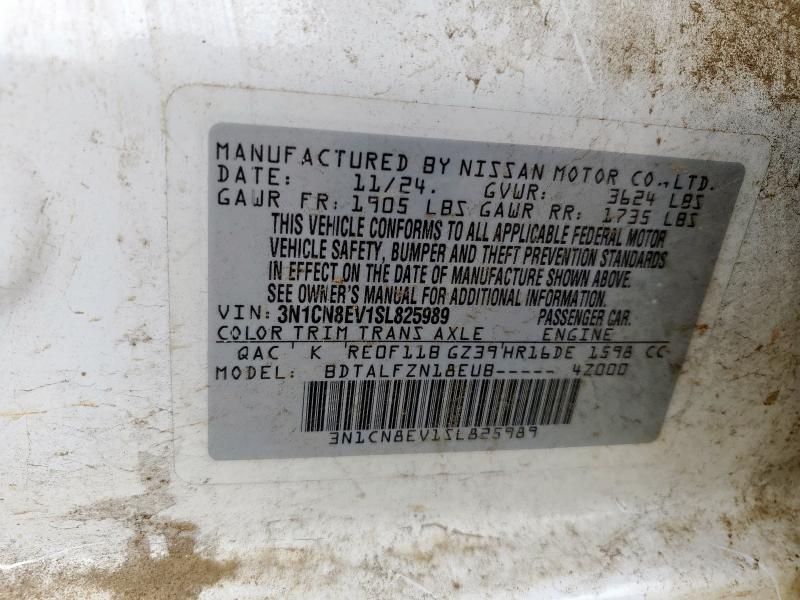 MANUFACTURED BY NISSAN MOTOR CO.,LTD.
DATE: 11/24. GVWR: 3624 LBS
GAWR FR: 1905 LBS GAWR RR: 1735 LBS
THIS VEHICLE CONFORMS TO ALL APPLICABLE FEDERAL MOTOR
VEHICLE SAFETY, BUMPER AND THEFT PREVENTION STANDARDS
IN EFFECT ON THE DATE OF MANUFACTURE SHOWN ABOVE.
SEE OWNER'S MANUAL FOR ADDITIONAL INFORMATION.
VIN: 3N1CN8EV1SL825989 PASSENGER CAR.
COLOR TRIM TRANS AXLE ENGINE
QAC K RE0F11B GZ39 HR16DE 1598 CC
MODEL: BDTALFZN18EUB----- 4Z000
3N1CN8EV1SL825989